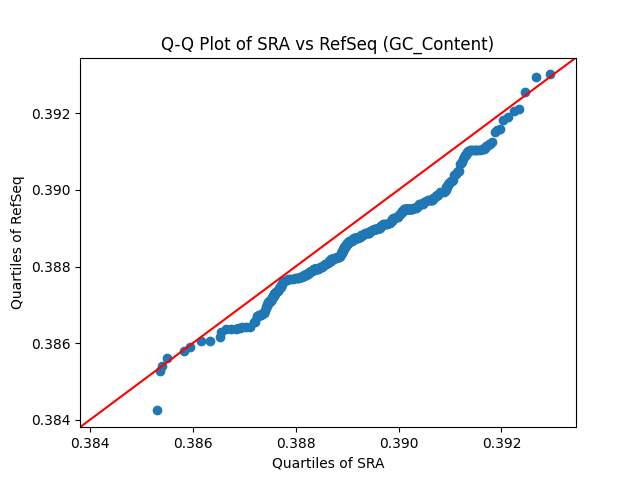 Q-Q Plot of SRA vs RefSeq (GC_Content)
Quartiles of RefSeq
0.392
0.390
0.388
0.386
0.384
0.384 0.386 0.388 0.390 0.392
Quartiles of SRA